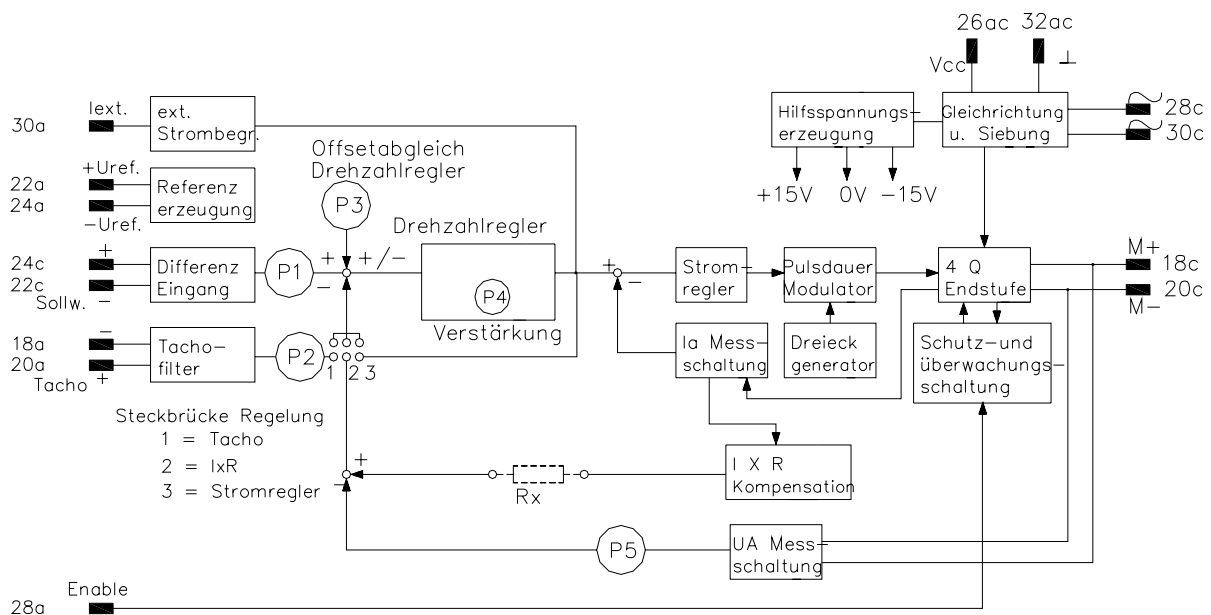 26ac 32ac
Vcc ⊥
Iext.
30a
ext.
Strombegr.
Hilfsspannungs-
erzeugung
Gleichrichtung
u. Siebung
28c
30c
+15V 0V -15V
+Uref.
22a
24a
-Uref.
Referenz
erzeugung
Offsetabgleich
Drehzahlregler
P3
Drehzahlregler
+
24c
22c
Sollw. -
Differenz
Eingang
P1
+ +/-
-
P4
Verstärkung
+
-
Strom-
regler
Pulsdauer
Modulator
4 Q
Endstufe
M+
18c
20c
M-
-
18a
20a
Tacho +
Tacho-
filter
P2
1 2 3
Ia Mess-
schaltung
Dreieck
generator
Schutz-und
überwachungs-
schaltung
Steckbrücke Regelung
1 = Tacho
2 = IxR
3 = Stromregler
+
-
Rx
I X R
Kompensation
P5
UA Mess-
schaltung
Enable
28a